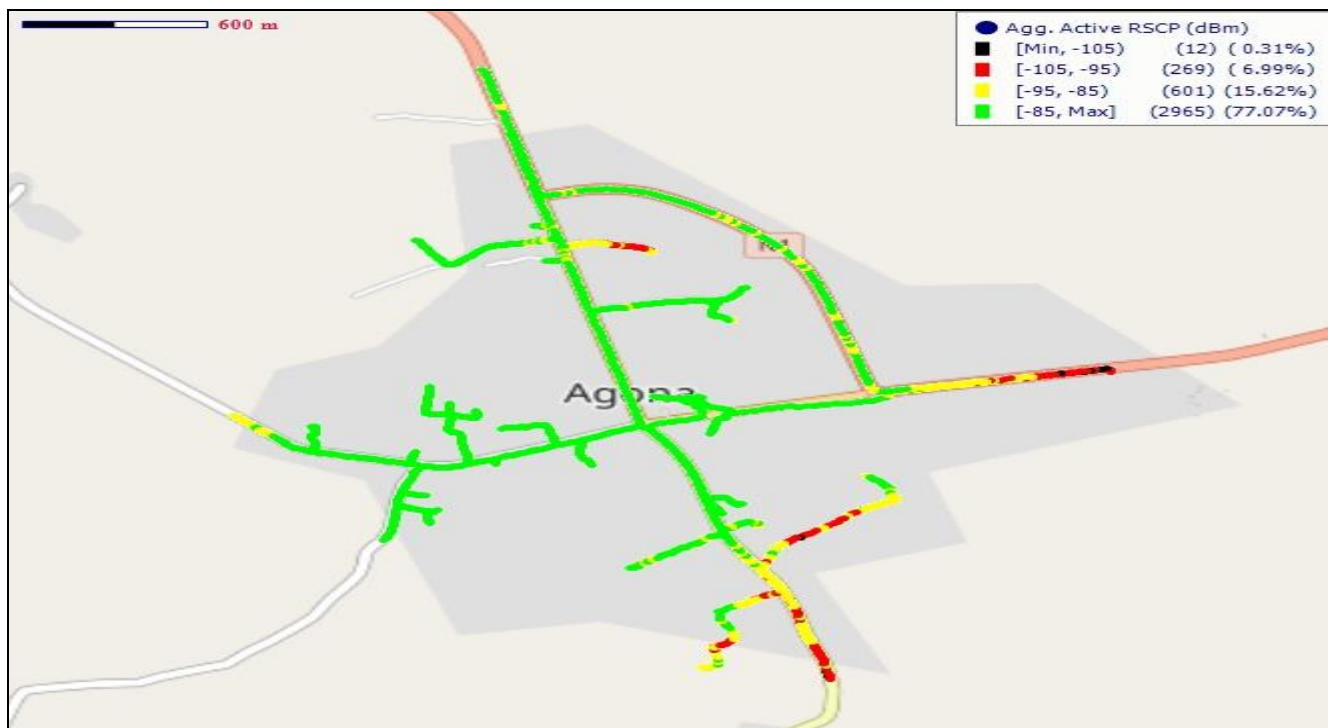 600 m
Agg. Active RSCP (dBm)
[Min, -105) (12) ( 0.31%)
[-105, -95) (269) ( 6.99%)
[-95, -85) (601) (15.62%)
[-85, Max] (2965) (77.07%)
Agona